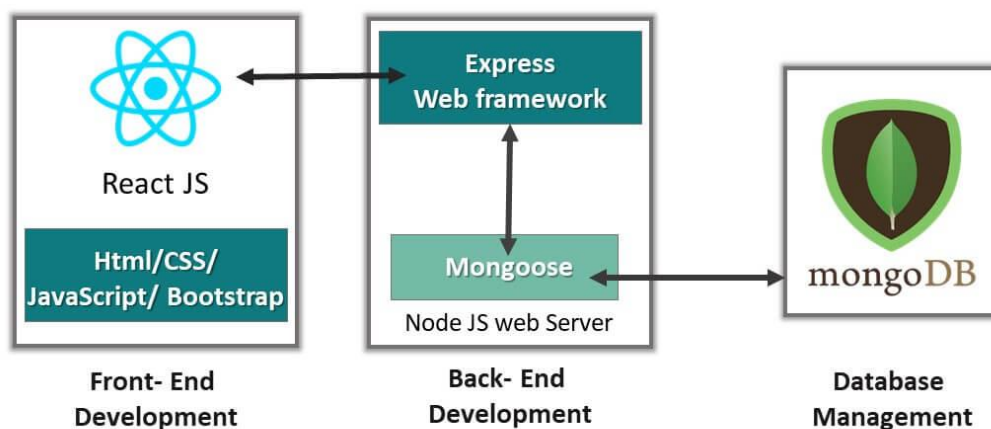 React JS
Html/CSS/
JavaScript/ Bootstrap
Front- End
Development
Express
Web framework
Mongoose
Node JS web Server
Back- End
Development
mongoDB
Database
Management